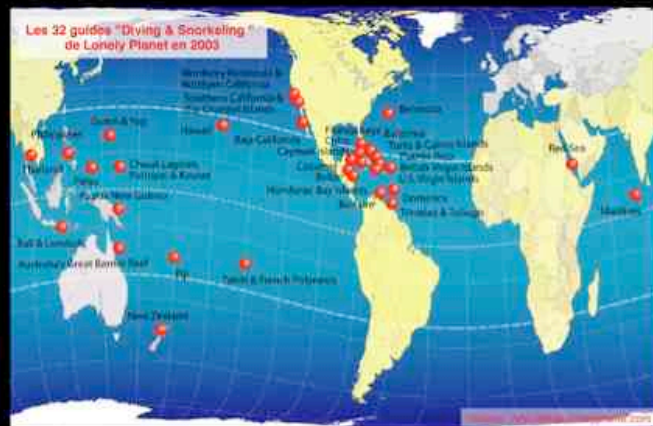 Les 32 guides "Diving & Snorkeling"
de Lonely Planet en 2003
Monterey Peninsula &
Northern California
Southern California &
the Channel Islands
Bermuda
Guam & Yap
Hawaii
Baja California
Florida Keys
Bahamas
Philippines
Cuba
Turks & Caicos Islands
Cayman Islands
Puerto Rico
Red Sea
Thailand
Chuuk Lagoon,
Pohnpei & Kosrae
Cozumel
British Virgin Islands
Belize
U.S. Virgin Islands
Palau
Papua New Guinea
Honduras' Bay Islands
Dominica
Maldives
Bonaire
Trinidad & Tobago
Bali & Lombok
Australia's Great Barrier Reef
Fiji
Tahiti & French Polynesia
New Zealand